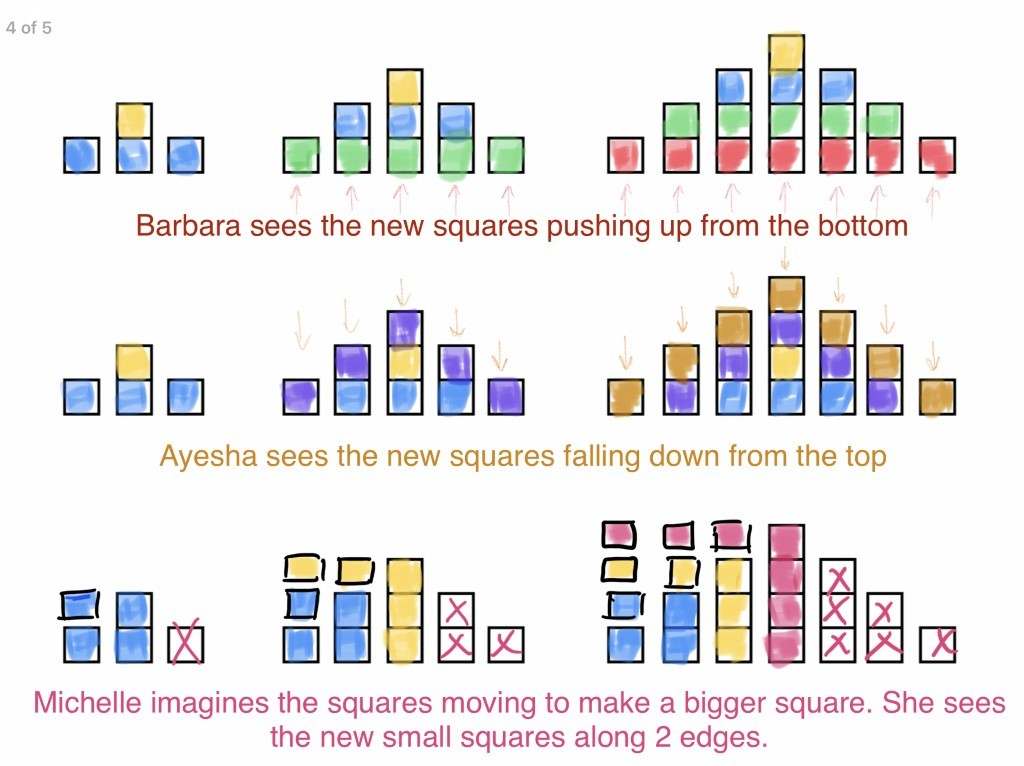 4 of 5
Barbara sees the new squares pushing up from the bottom
Ayesha sees the new squares falling down from the top
Michelle imagines the squares moving to make a bigger square. She sees
the new small squares along 2 edges.